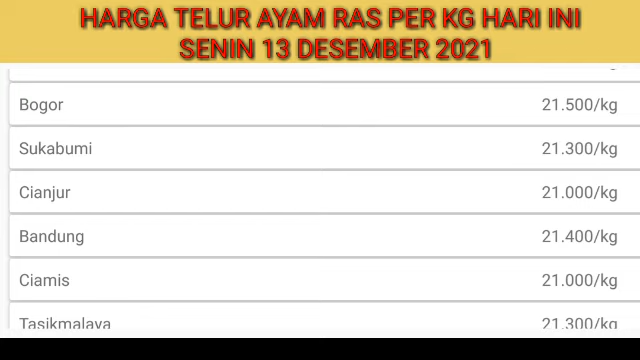 HARGA TELUR AYAM RAS PER KG HARI INI
SENIN 13 DESEMBER 2021
Bogor 21.500/kg
Sukabumi 21.300/kg
Cianjur 21.000/kg
Bandung 21.400/kg
Ciamis 21.000/kg
Tasikmalaya 21.300/kg